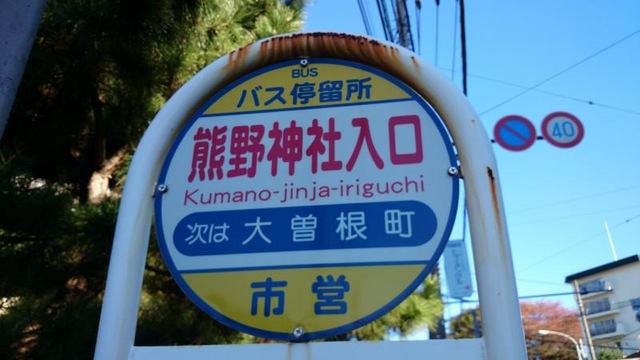 BUS
バス停留所
熊野神社入口
Kumano-jinja-iriguchi
次は 大曽根町
市営
40